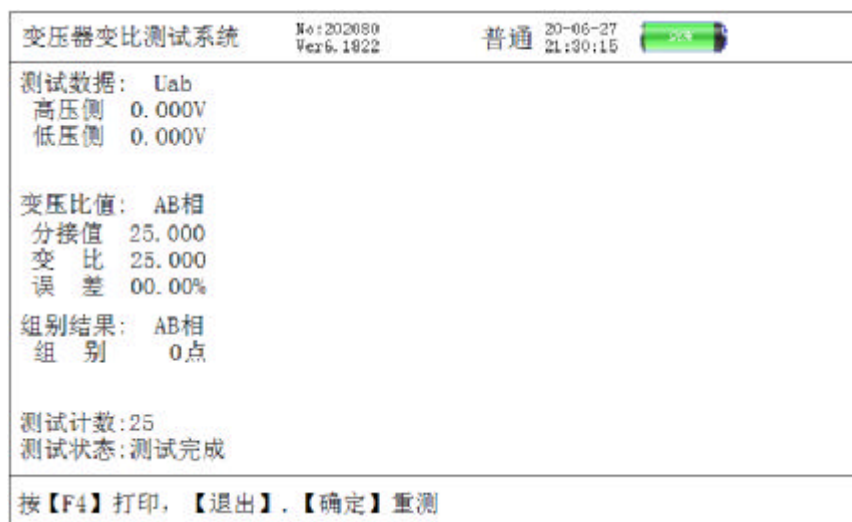 变压器变比测试系统 No:202080 普通 20-06-27
Ver6.1822 21:30:15
测试数据: Uab
高压侧 0.000V
低压侧 0.000V
变压比值: AB相
分接值 25.000
变 比 25.000
误 差 00.00%
组别结果: AB相
组 别 0点
测试计数:25
测试状态:测试完成
按【F4】打印, 【退出】.【确定】重测